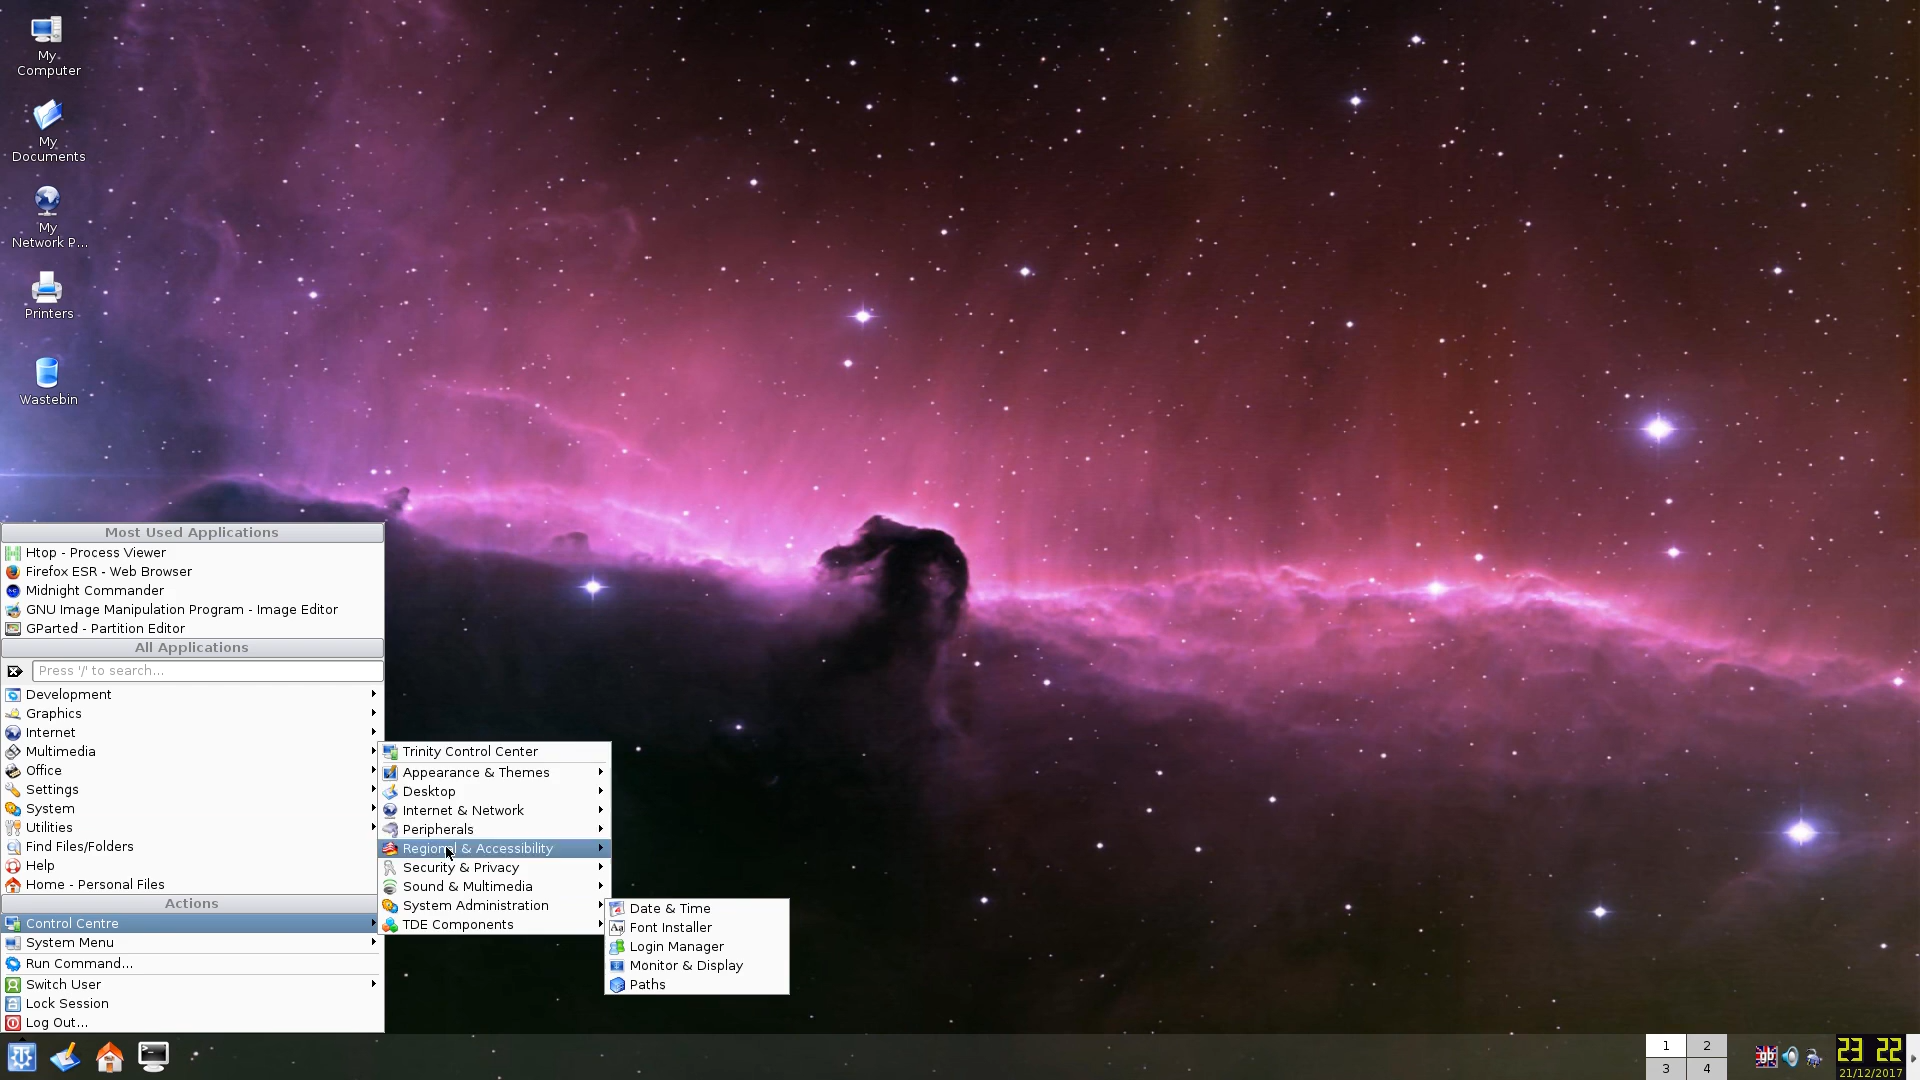 My
Computer
My
Documents
My
Network P...
Printers
Wastebin
Most Used Applications
Htop - Process Viewer
Firefox ESR - Web Browser
Midnight Commander
GNU Image Manipulation Program - Image Editor
GParted - Partition Editor
All Applications
Press '/' to search...
Development
Graphics
Internet
Multimedia
Office
Settings
System
Utilities
Find Files/Folders
Help
Home - Personal Files
Actions
Control Centre
System Menu
Run Command...
Switch User
Lock Session
Log Out...
Trinity Control Center
Appearance & Themes
Desktop
Internet & Network
Peripherals
Regional & Accessibility
Security & Privacy
Sound & Multimedia
System Administration
TDE Components
Date & Time
Font Installer
Login Manager
Monitor & Display
Paths
1 2
3 4
gb
23 22
21/12/2017